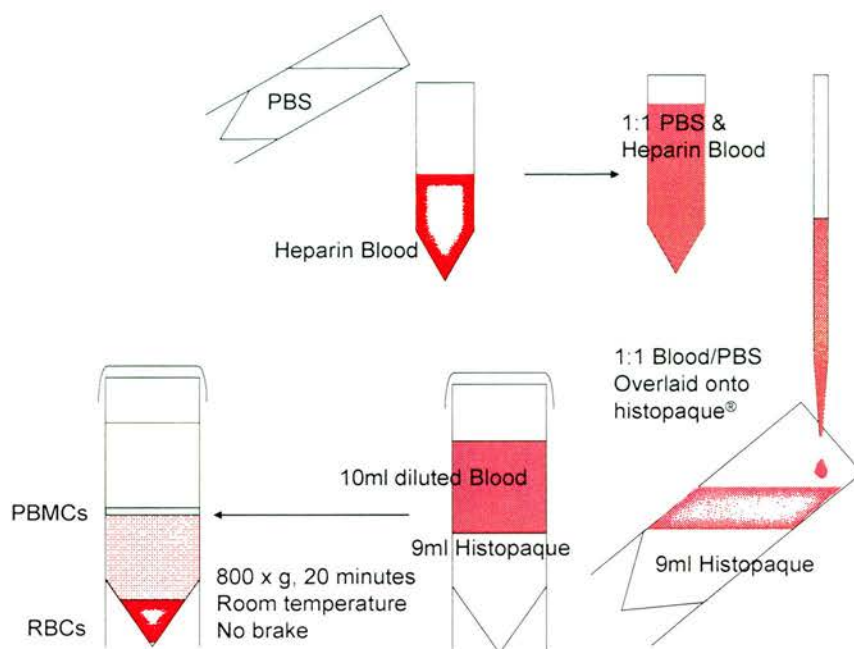 PBS
1:1 PBS &
Heparin Blood
Heparin Blood
1:1 Blood/PBS
Overlaid onto
histopaque®
10ml diluted Blood
PBMCs
9ml Histopaque
9ml Histopaque
800 x g, 20 minutes
Room temperature
No brake
RBCs